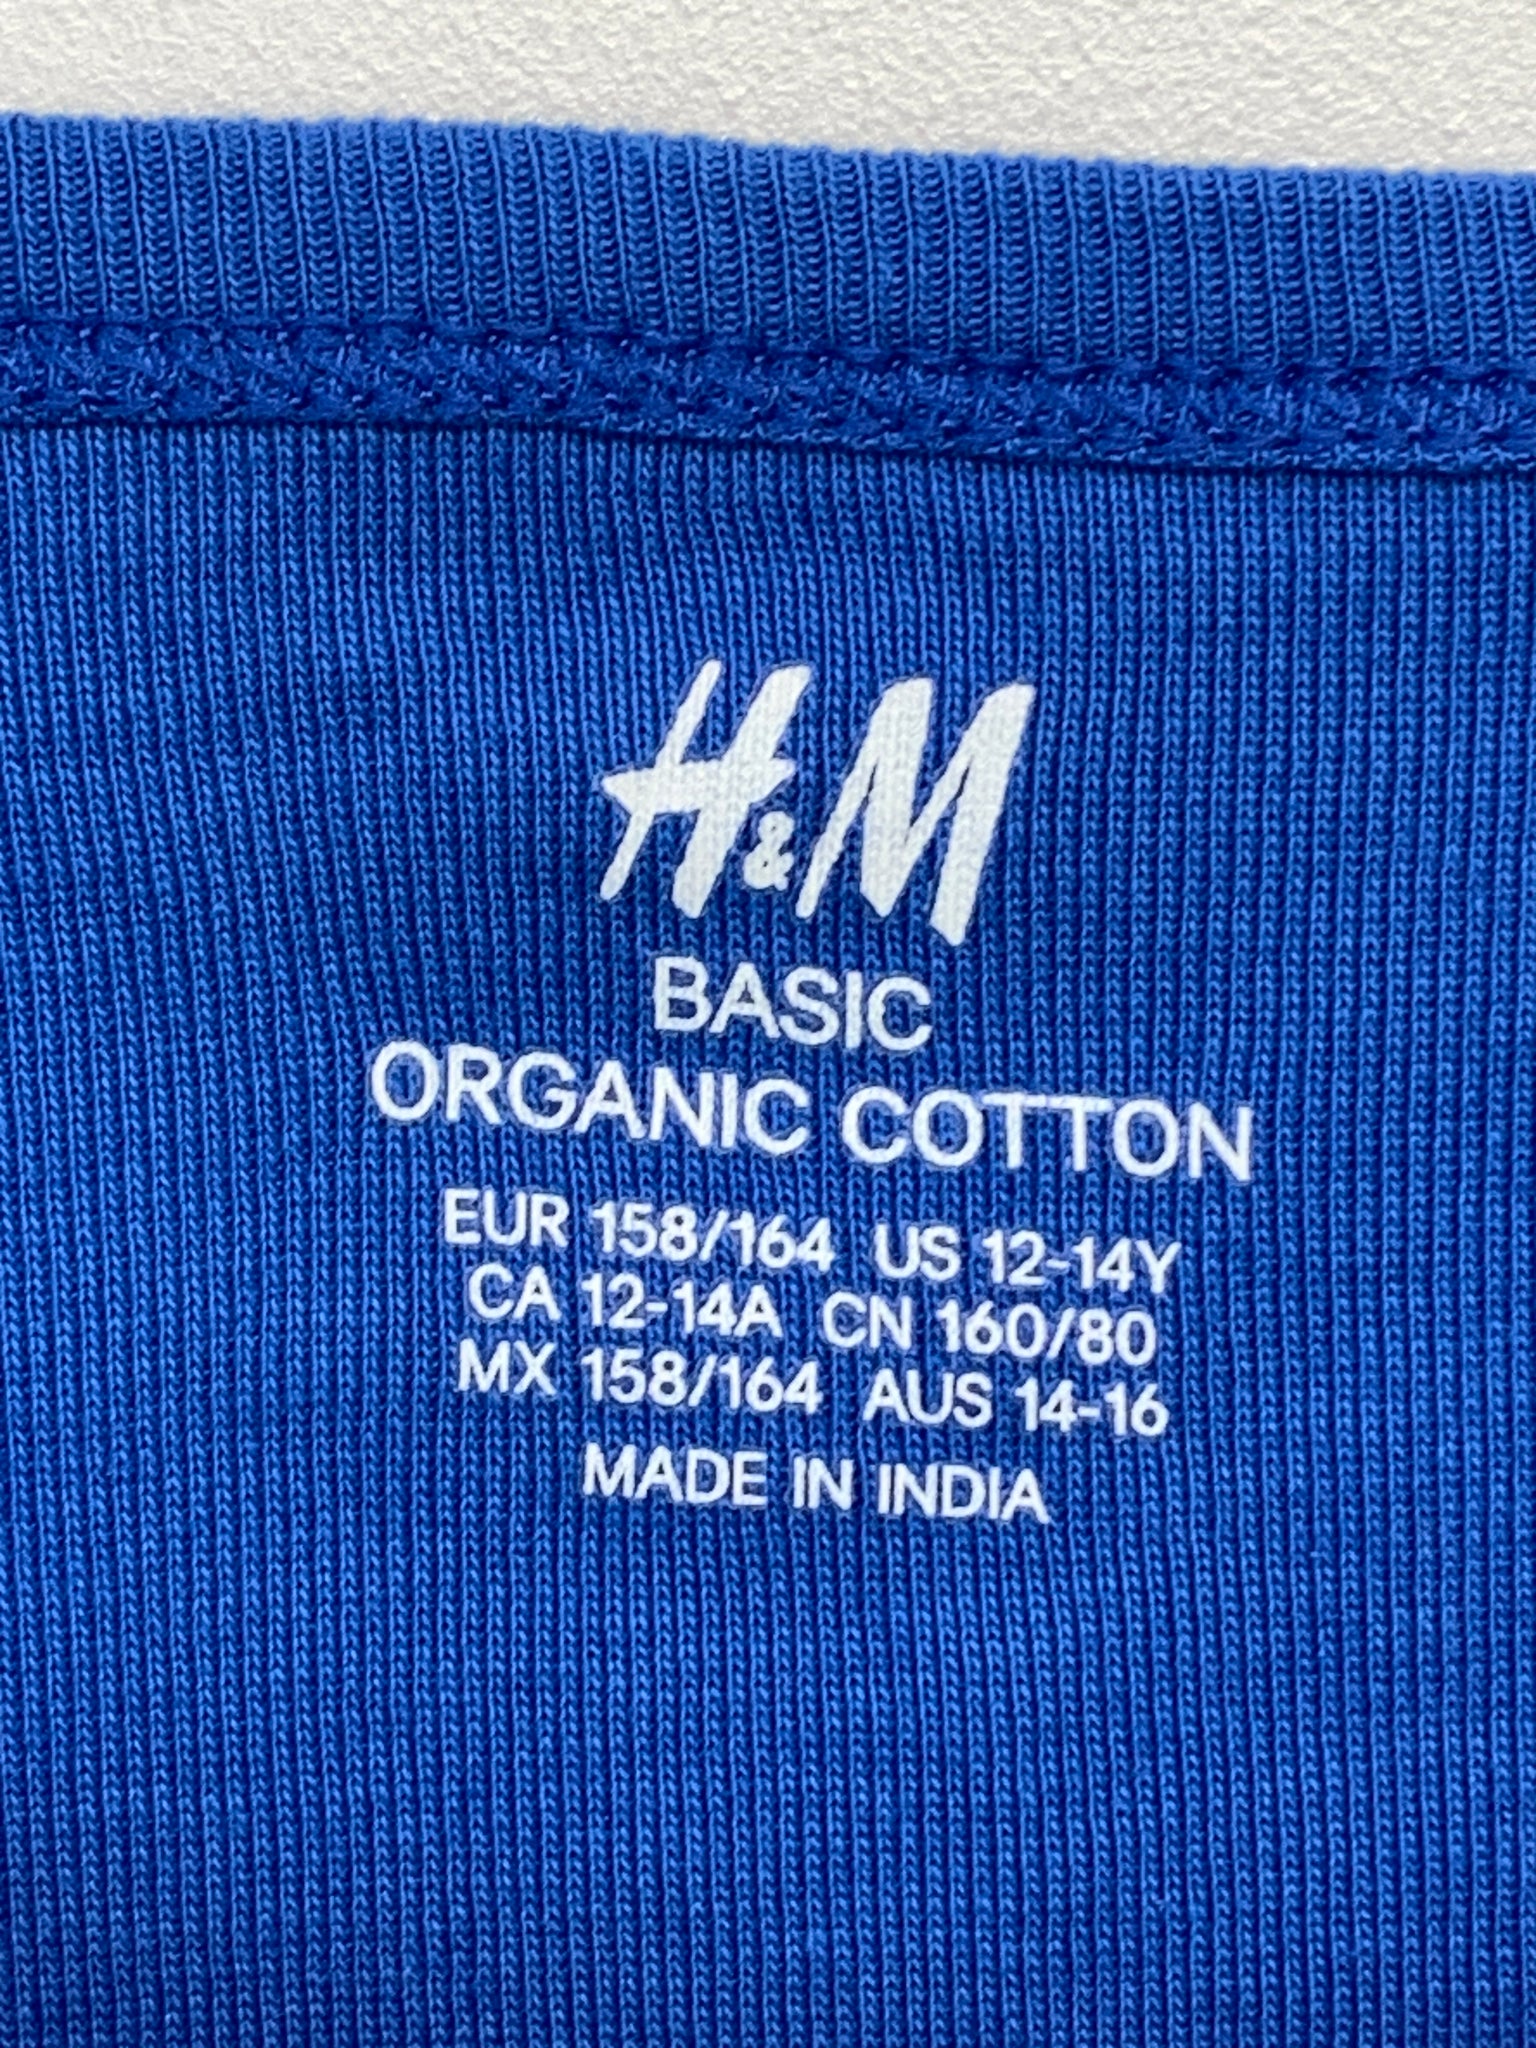 H&M
BASIC
ORGANIC COTTON
EUR 158/164 US 12-14Y
CA 12-14A CN 160/80
MX 158/164 AUS 14-16
MADE IN INDIA